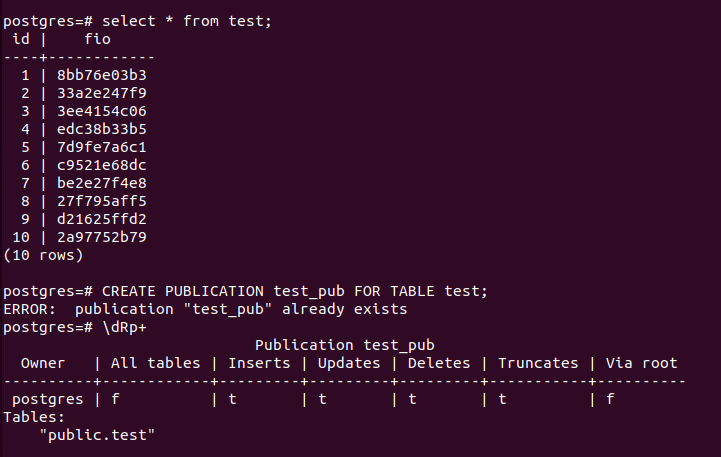 postgres=# select * from test;
 id |    fio
----+------------
  1 | 8bb76e03b3
  2 | 33a2e247f9
  3 | 3ee4154c06
  4 | edc38b33b5
  5 | 7d9fe7a6c1
  6 | c9521e68dc
  7 | be2e27f4e8
  8 | 27f795aff5
  9 | d21625ffd2
 10 | 2a97752b79
(10 rows)
postgres=# CREATE PUBLICATION test_pub FOR TABLE test;
ERROR:  publication "test_pub" already exists
postgres=# \dRp+
                            Publication test_pub
  Owner   | All tables | Inserts | Updates | Deletes | Truncates | Via root
----------+------------+---------+---------+---------+-----------+----------
 postgres | f          | t       | t       | t       | t         | f
Tables:
    "public.test"